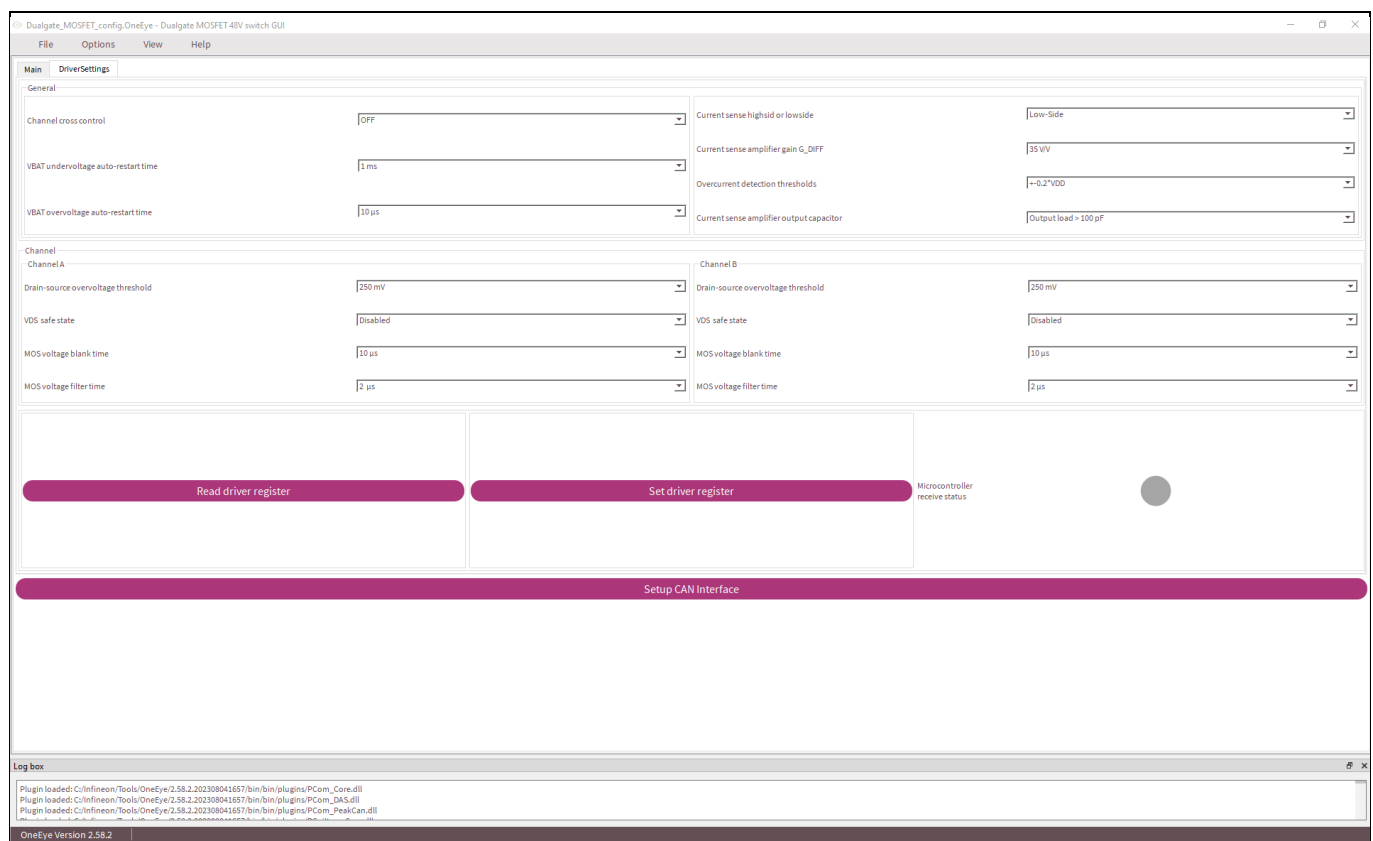 Dualgate_MOSFET_config.OneEye - Dualgate MOSFET 48V switch GUI
File Options View Help
Main DriverSettings
General
Channel cross control OFF
VBAT undervoltage auto-restart time 1 ms
VBAT overvoltage auto-restart time 10 µs
Current sense highsid or lowside Low-Side
Current sense amplifier gain G_DIFF 35 V/V
Overcurrent detection thresholds +-0.2*VDD
Current sense amplifier output capacitor Output load > 100 pF
Channel
Channel A
Drain-source overvoltage threshold 250 mV
VDS safe state Disabled
MOS voltage blank time 10 µs
MOS voltage filter time 2 µs
Channel B
Drain-source overvoltage threshold 250 mV
VDS safe state Disabled
MOS voltage blank time 10 µs
MOS voltage filter time 2 µs
Read driver register
Set driver register
Microcontroller
receive status
Setup CAN Interface
Log box
Plugin loaded: C:/Infineon/Tools/OneEye/2.58.2.202308041657/bin/bin/plugins/PCom_Core.dll
Plugin loaded: C:/Infineon/Tools/OneEye/2.58.2.202308041657/bin/bin/plugins/PCom_DAS.dll
Plugin loaded: C:/Infineon/Tools/OneEye/2.58.2.202308041657/bin/bin/plugins/PCom_PeakCan.dll
OneEye Version 2.58.2